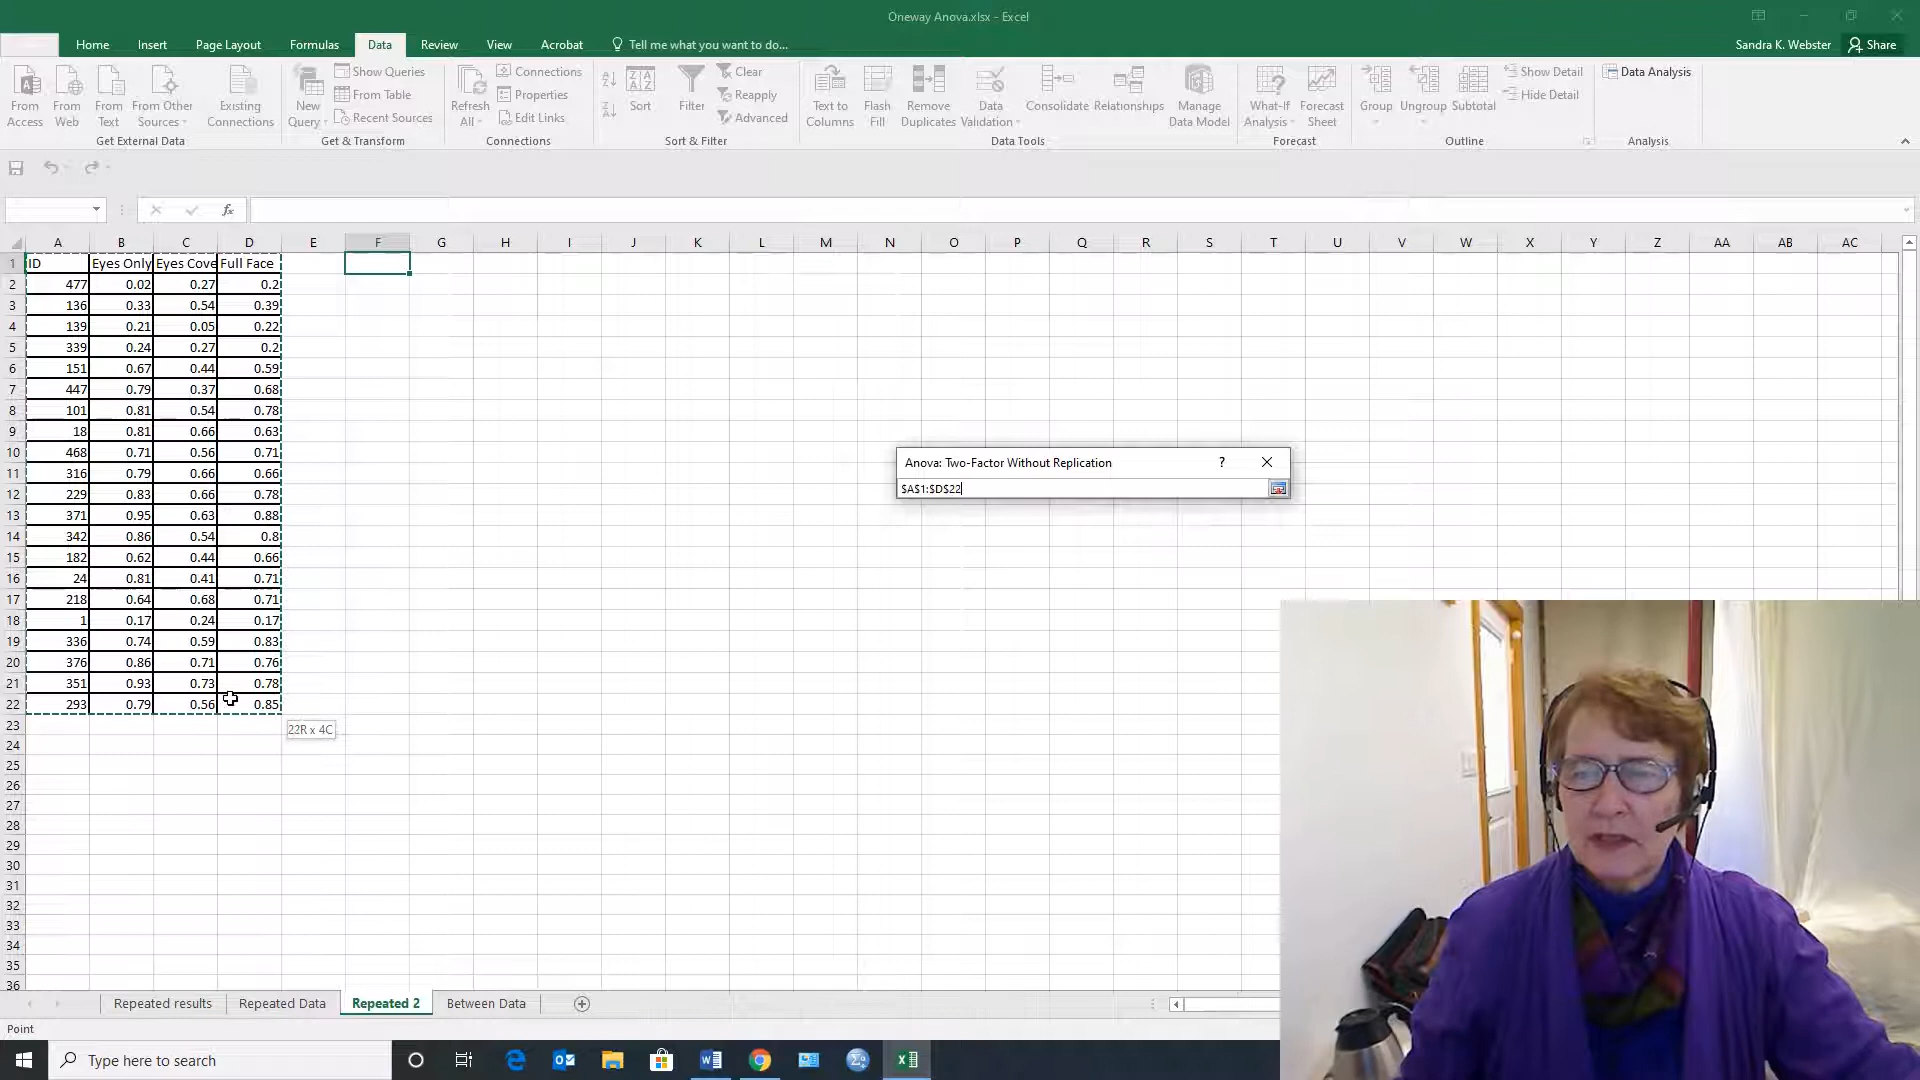 Oneway Anova.xlsx - Excel
Home Insert Page Layout Formulas Data Review View Acrobat Tell me what you want to do... Sandra K. Webster Share
From Access
From Web
From Text
From Other Sources
Existing Connections
Get External Data
New Query
Show Queries
From Table
Recent Sources
Get & Transform
Refresh All
Connections
Properties
Edit Links
Connections
Sort
Filter
Clear
Reapply
Advanced
Sort & Filter
Text to Columns
Flash Fill
Remove Duplicates
Data Validation
Consolidate
Relationships
Manage Data Model
Data Tools
What-If Analysis
Forecast Sheet
Forecast
Group
Ungroup
Subtotal
Show Detail
Hide Detail
Outline
Data Analysis
Analysis
fx
A B C D E F G H I J K L M N O P Q R S T U V W X Y Z AA AB AC
1 ID Eyes Only Eyes Cove Full Face
2 477 0.02 0.27 0.2
3 136 0.33 0.54 0.39
4 139 0.21 0.05 0.22
5 339 0.24 0.27 0.2
6 151 0.67 0.44 0.59
7 447 0.79 0.37 0.68
8 101 0.81 0.54 0.78
9 18 0.81 0.66 0.63
10 468 0.71 0.56 0.71
11 316 0.79 0.66 0.66
12 229 0.83 0.66 0.78
13 371 0.95 0.63 0.88
14 342 0.86 0.54 0.8
15 182 0.62 0.44 0.66
16 24 0.81 0.41 0.71
17 218 0.64 0.68 0.71
18 1 0.17 0.24 0.17
19 336 0.74 0.59 0.83
20 376 0.86 0.71 0.76
21 351 0.93 0.73 0.78
22 293 0.79 0.56 0.85
23
24
25
26
27
28
29
30
31
32
33
34
35
36
22R x 4C
Anova: Two-Factor Without Replication ?
$A$1:$D$22
Repeated results Repeated Data Repeated 2 Between Data
Point
Type here to search